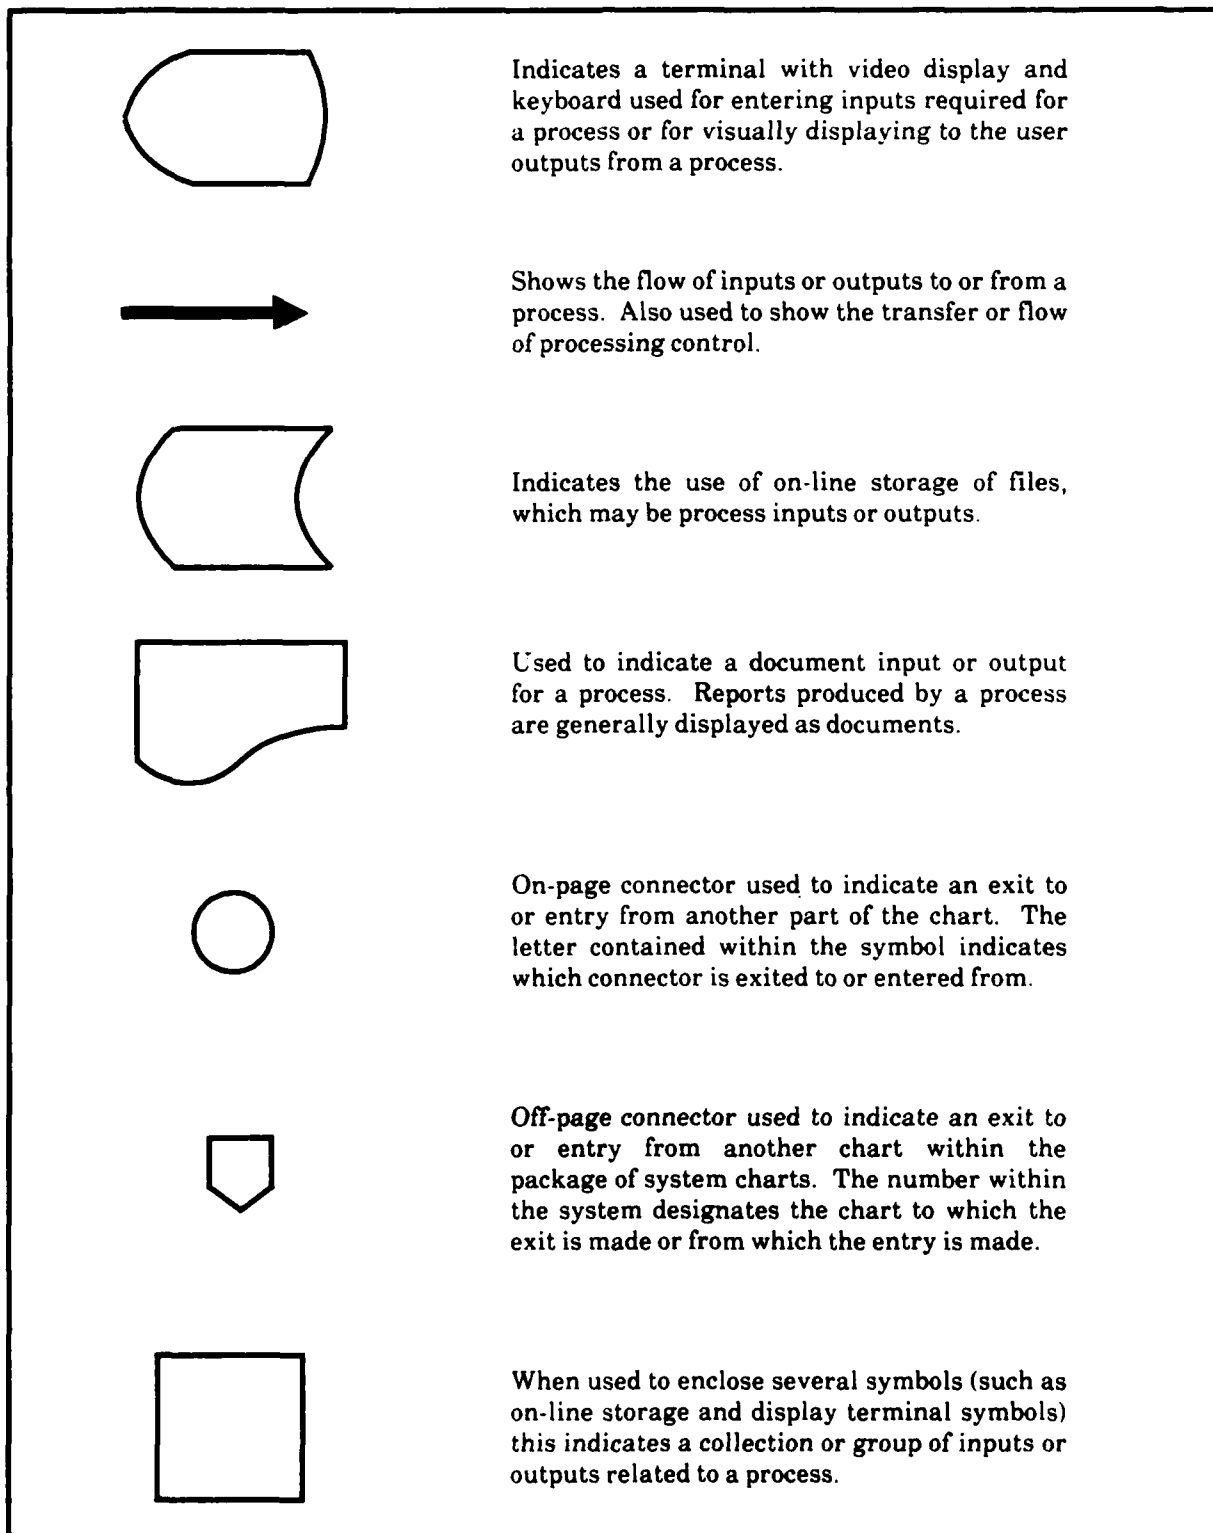 Indicates a terminal with video display and
keyboard used for entering inputs required for
a process or for visually displaying to the user
outputs from a process.
Shows the flow of inputs or outputs to or from a
process. Also used to show the transfer or flow
of processing control.
Indicates the use of on-line storage of files,
which may be process inputs or outputs.
Used to indicate a document input or output
for a process. Reports produced by a process
are generally displayed as documents.
On-page connector used to indicate an exit to
or entry from another part of the chart. The
letter contained within the symbol indicates
which connector is exited to or entered from.
Off-page connector used to indicate an exit to
or entry from another chart within the
package of system charts. The number within
the system designates the chart to which the
exit is made or from which the entry is made.
When used to enclose several symbols (such as
on-line storage and display terminal symbols)
this indicates a collection or group of inputs or
outputs related to a process.